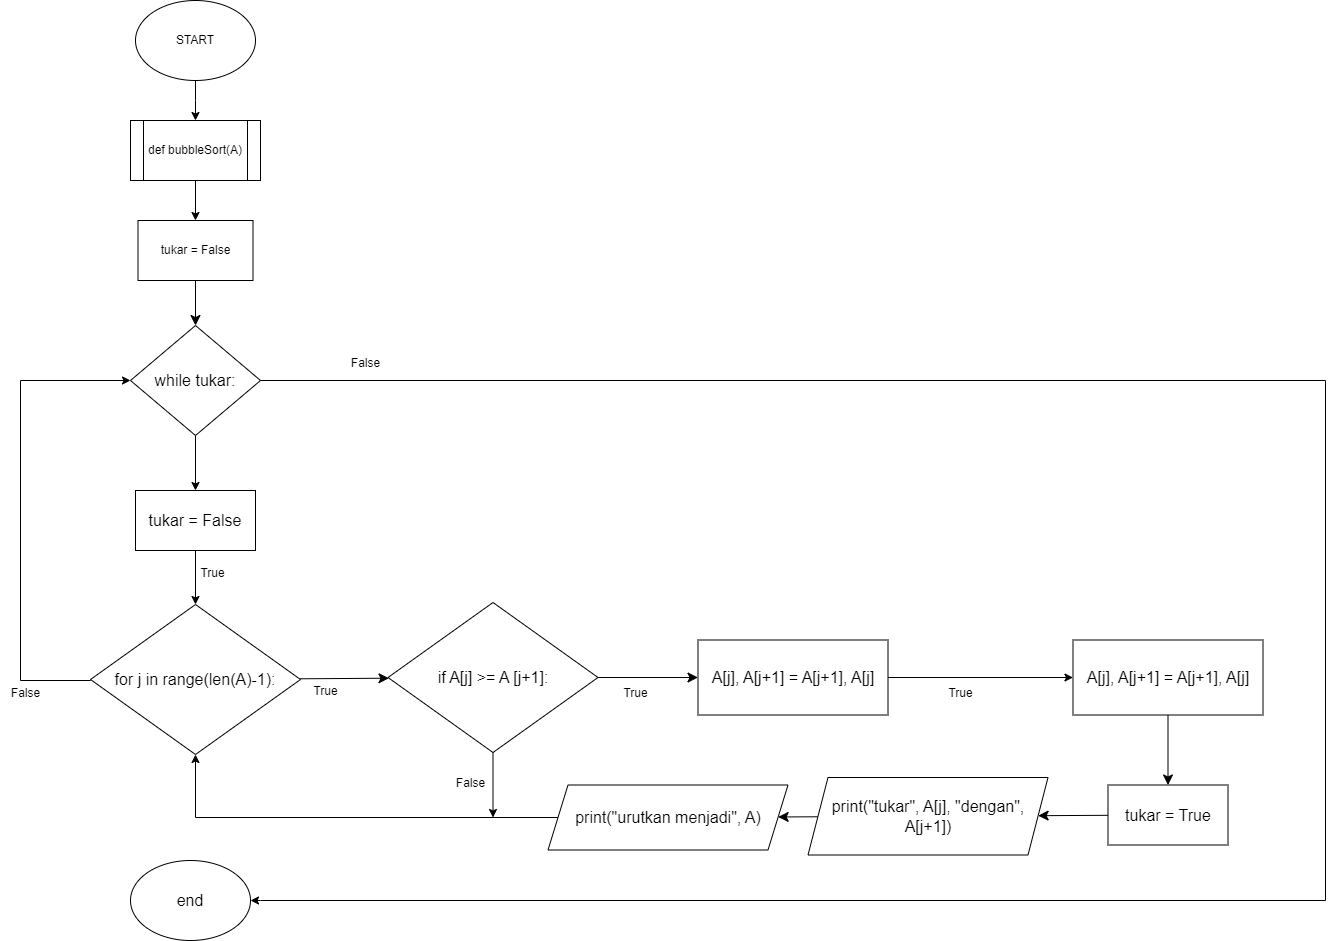 START
def bubbleSort(A)
tukar = False
while tukar:
False
tukar = False
True
for j in range(len(A)-1):
False
True
if A[j] >= A [j+1]:
True
False
A[j], A[j+1] = A[j+1], A[j]
True
A[j], A[j+1] = A[j+1], A[j]
tukar = True
print("tukar", A[j], "dengan",
A[j+1])
print("urutkan menjadi", A)
end